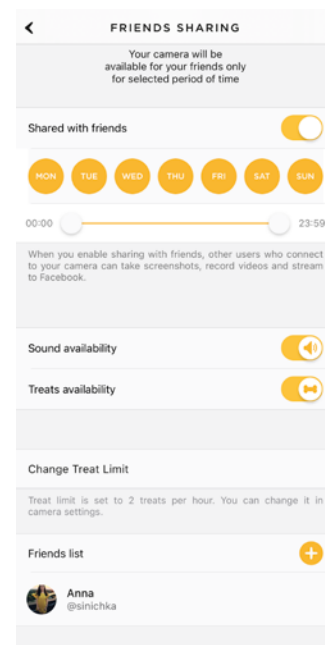 FRIENDS SHARING
Your camera will be
available for your friends only
for selected period of time
Shared with friends
MON TUE WED THU FRI SAT SUN
00:00 23:59
When you enable sharing with friends, other users who connect
to your camera can take screenshots, record videos and stream
to Facebook.
Sound availability
Treats availability
Change Treat Limit
Treat limit is set to 2 treats per hour. You can change it in
camera settings.
Friends list
Anna
@sinichka